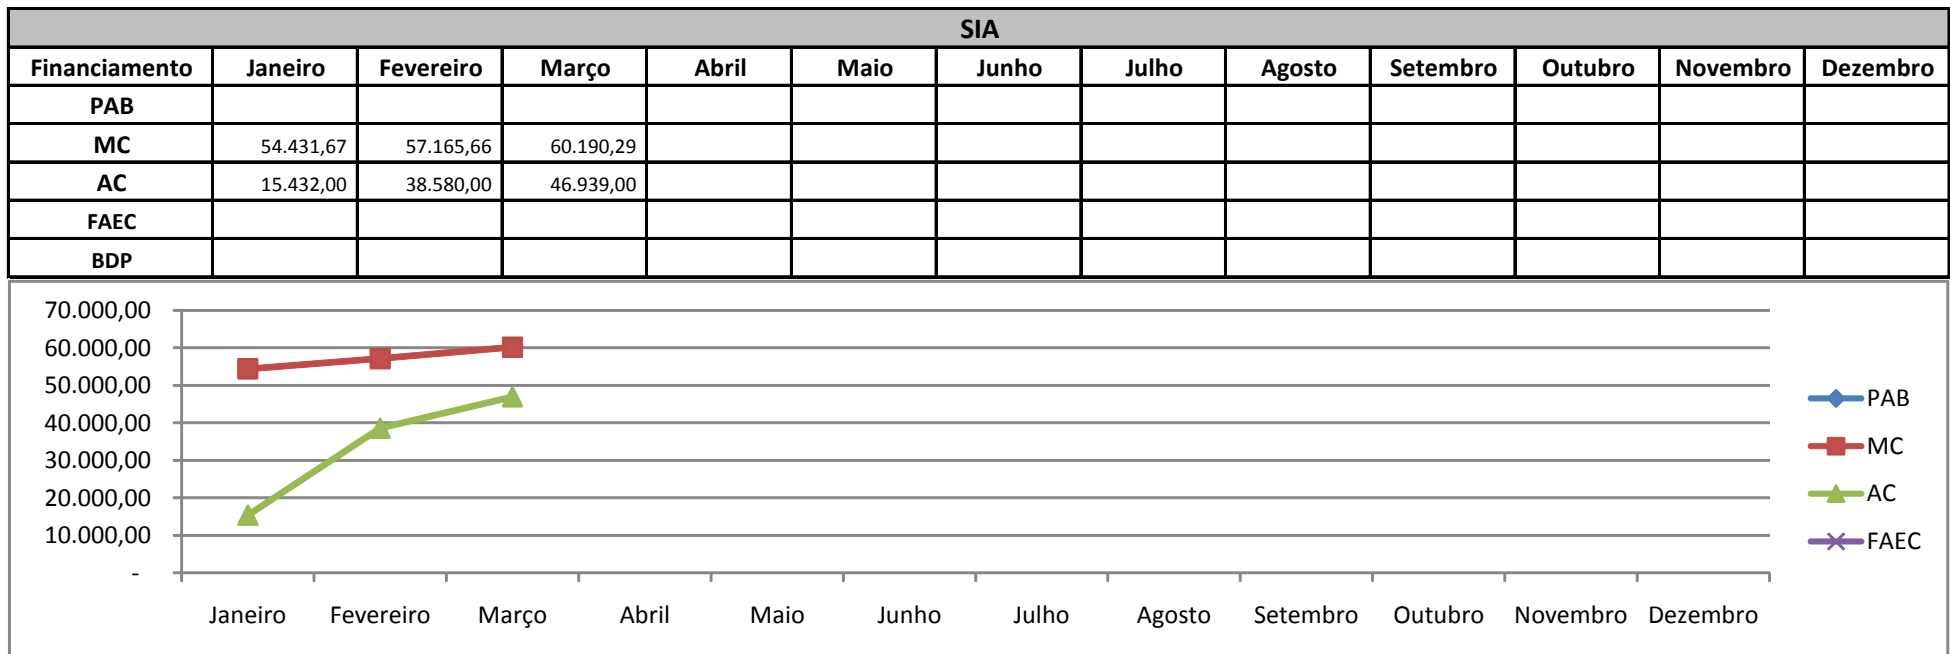 SIA
Financiamento Janeiro Fevereiro Março Abril Maio Junho Julho Agosto Setembro Outubro Novembro Dezembro
PAB
MC 54.431,67 57.165,66 60.190,29
AC 15.432,00 38.580,00 46.939,00
FAEC
BDP
70.000,00
60.000,00
50.000,00
40.000,00
30.000,00
20.000,00
10.000,00
-
Janeiro Fevereiro Março Abril Maio Junho Julho Agosto Setembro Outubro Novembro Dezembro
PAB
MC
AC
FAEC